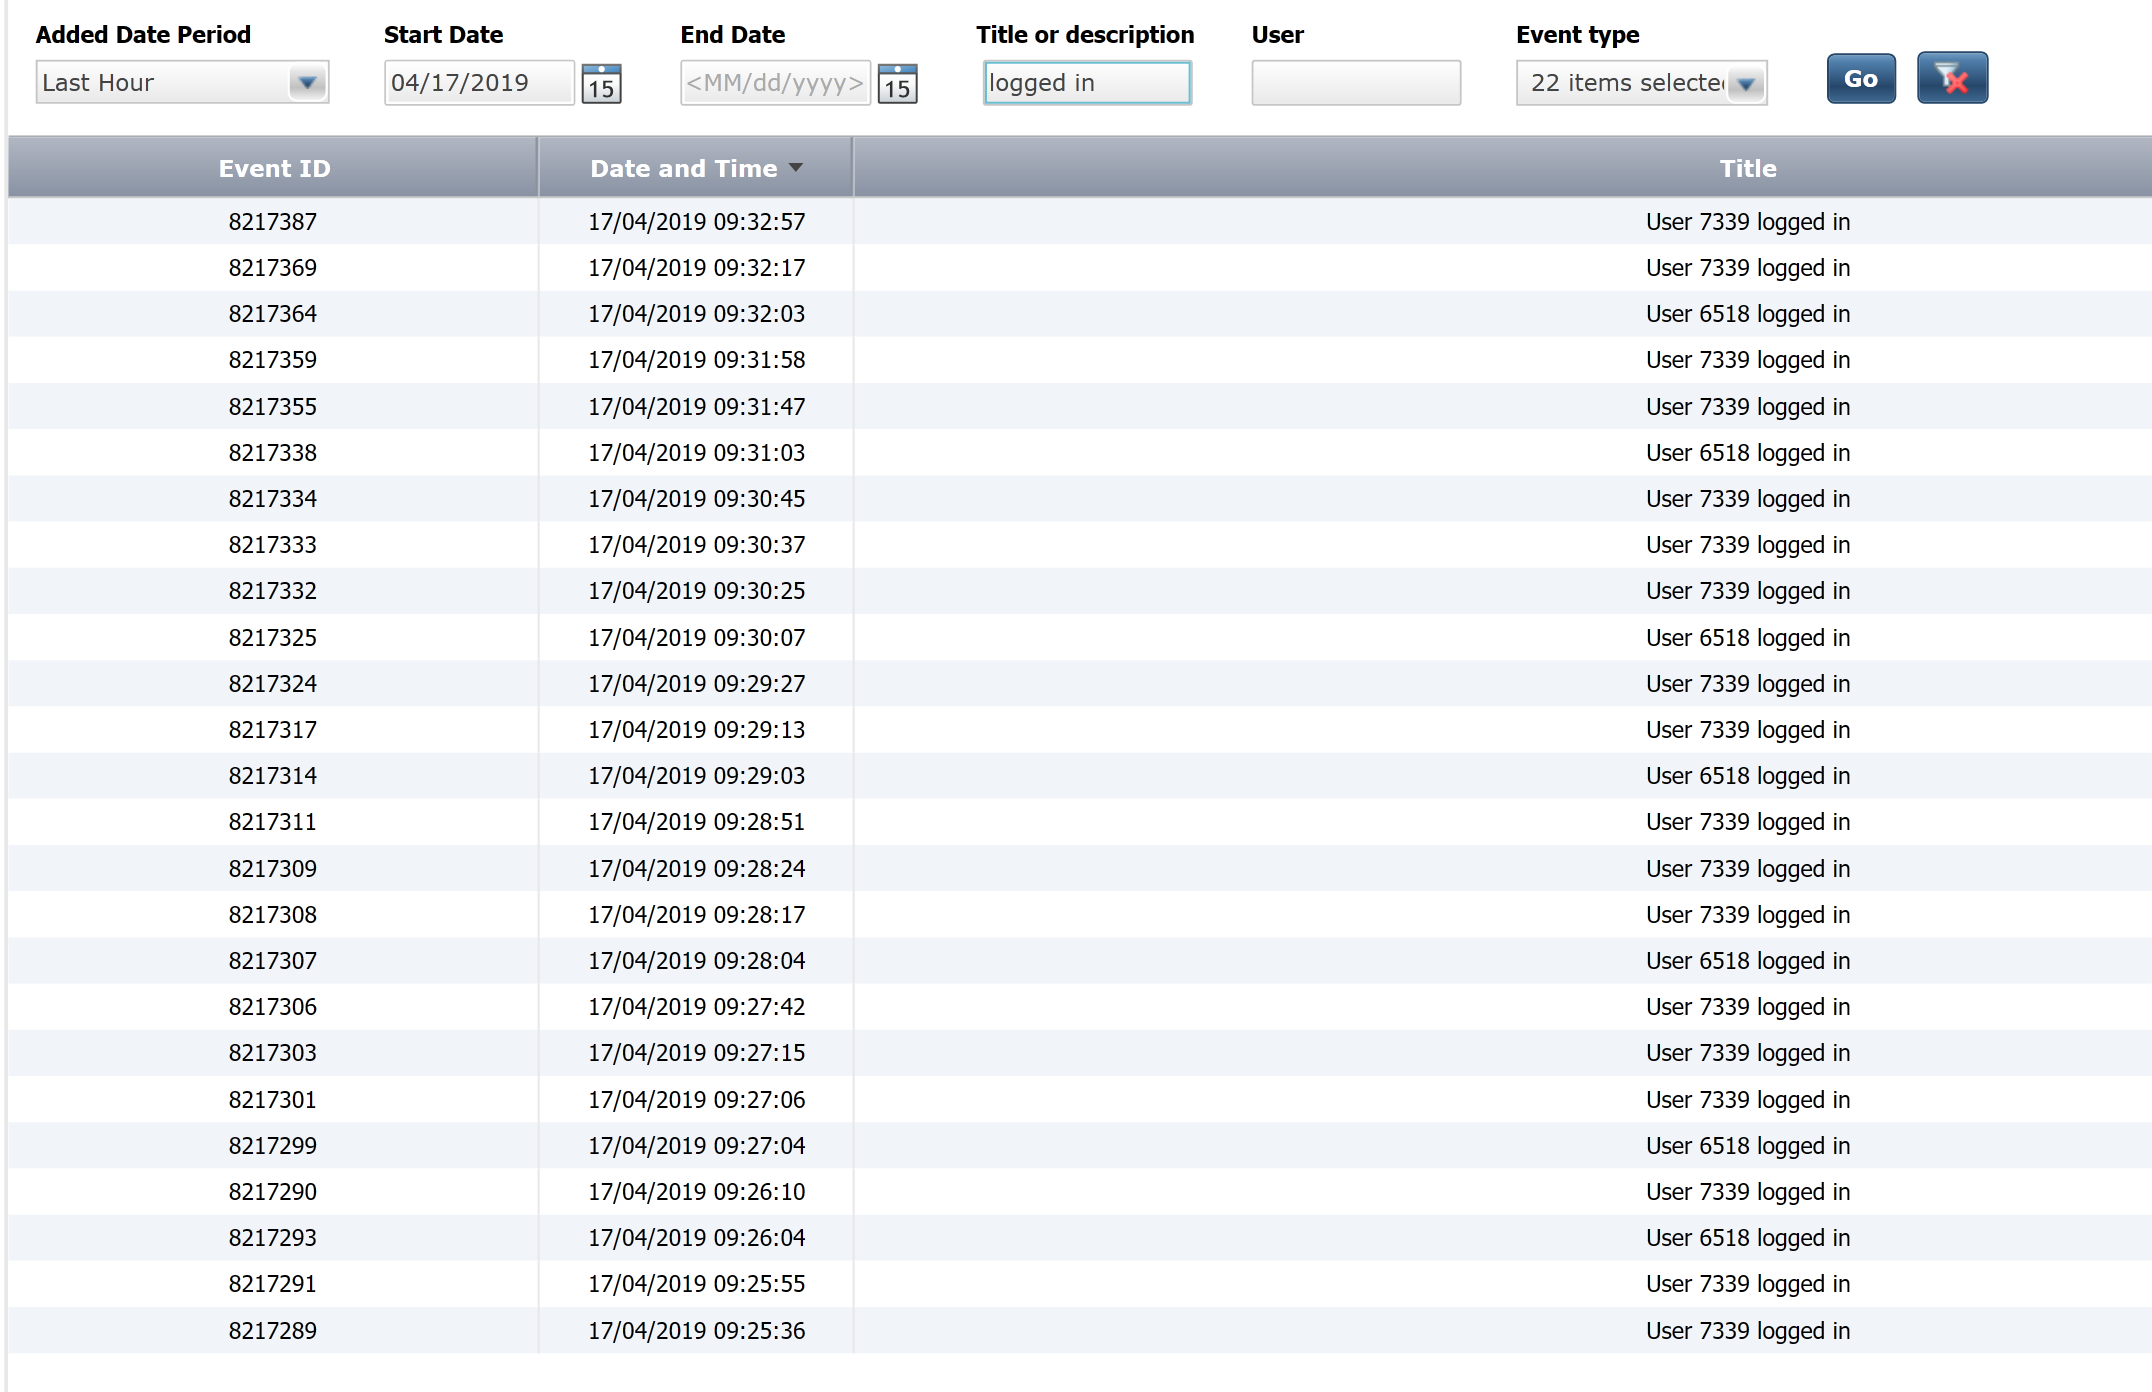 Added Date Period Start Date End Date Title or description User Event type
Last Hour 04/17/2019 15 <MM/dd/yyyy> 15 logged in 22 items selected Go
Event ID Date and Time Title
8217387 17/04/2019 09:32:57 User 7339 logged in
8217369 17/04/2019 09:32:17 User 7339 logged in
8217364 17/04/2019 09:32:03 User 6518 logged in
8217359 17/04/2019 09:31:58 User 7339 logged in
8217355 17/04/2019 09:31:47 User 7339 logged in
8217338 17/04/2019 09:31:03 User 6518 logged in
8217334 17/04/2019 09:30:45 User 7339 logged in
8217333 17/04/2019 09:30:37 User 7339 logged in
8217332 17/04/2019 09:30:25 User 7339 logged in
8217325 17/04/2019 09:30:07 User 6518 logged in
8217324 17/04/2019 09:29:27 User 7339 logged in
8217317 17/04/2019 09:29:13 User 7339 logged in
8217314 17/04/2019 09:29:03 User 6518 logged in
8217311 17/04/2019 09:28:51 User 7339 logged in
8217309 17/04/2019 09:28:24 User 7339 logged in
8217308 17/04/2019 09:28:17 User 7339 logged in
8217307 17/04/2019 09:28:04 User 6518 logged in
8217306 17/04/2019 09:27:42 User 7339 logged in
8217303 17/04/2019 09:27:15 User 7339 logged in
8217301 17/04/2019 09:27:06 User 7339 logged in
8217299 17/04/2019 09:27:04 User 6518 logged in
8217290 17/04/2019 09:26:10 User 7339 logged in
8217293 17/04/2019 09:26:04 User 6518 logged in
8217291 17/04/2019 09:25:55 User 7339 logged in
8217289 17/04/2019 09:25:36 User 7339 logged in